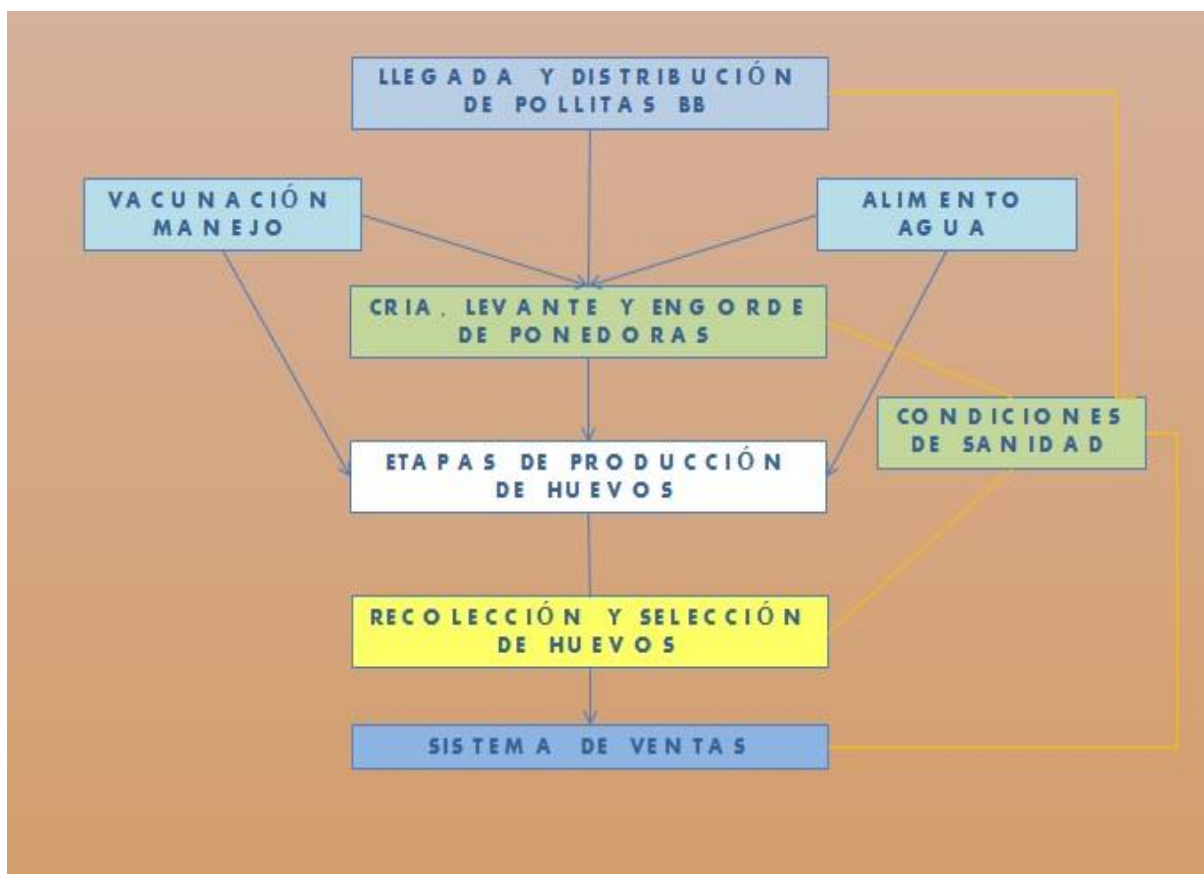 LLEGADA Y DISTRIBUCIÓN
DE POLLITAS BB
VACUNACIÓN
MANEJO
ALIMENTO
AGUA
CRIA, LEVANTE Y ENGORDE
DE PONEDORAS
CONDICIONES
DE SANIDAD
ETAPAS DE PRODUCCIÓN
DE HUEVOS
RECOLECCIÓN Y SELECCIÓN
DE HUEVOS
SISTEMA DE VENTAS